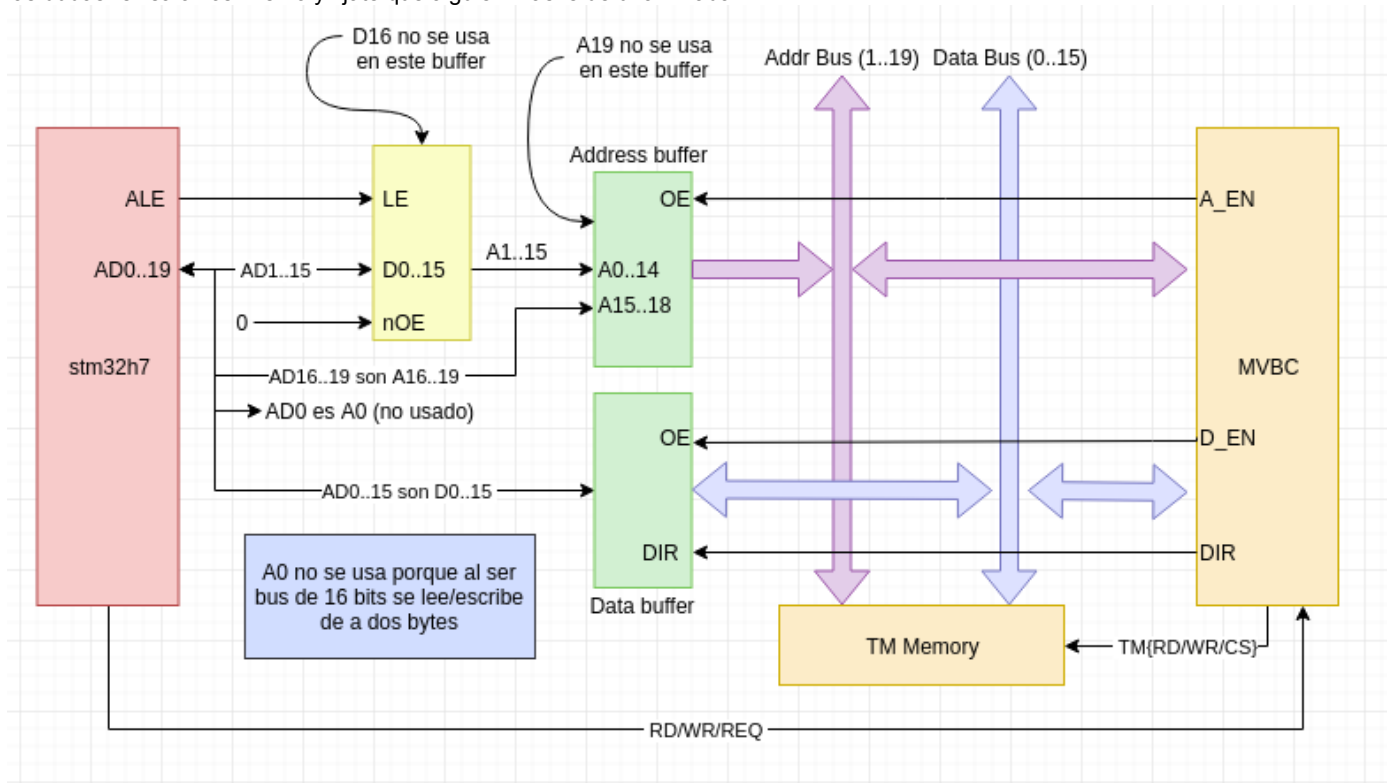 D16 no se usa
en este buffer
A19 no se usa
en este buffer
Addr Bus (1..19)
Data Bus (0..15)
Address buffer
ALE
LE
OE
A_EN
AD0..19
AD1..15
D0..15
A1..15
A0..14
A15..18
0
nOE
stm32h7
MVBC
AD16..19 son A16..19
AD0 es A0 (no usado)
OE
D_EN
AD0..15 son D0..15
DIR
DIR
A0 no se usa porque al ser
bus de 16 bits se lee/escribe
de a dos bytes
Data buffer
TM Memory
TM{RD/WR/CS}
RD/WR/REQ